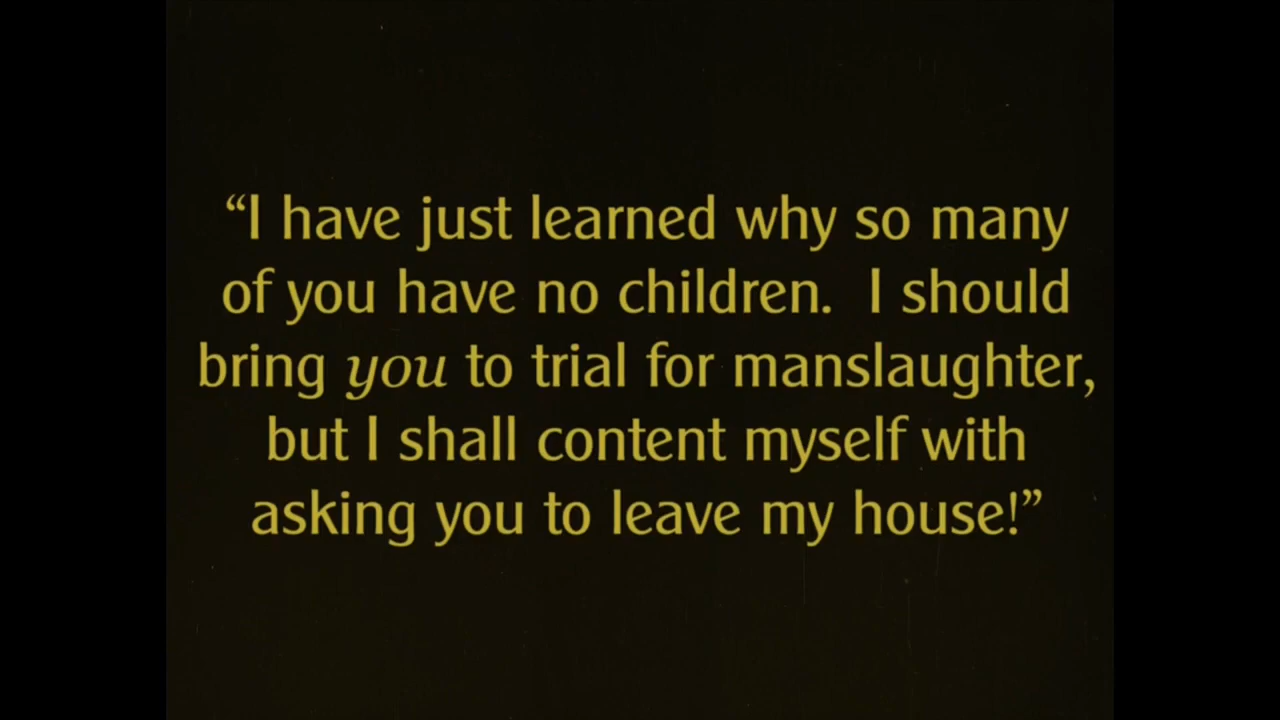 “I have just learned why so many
of you have no children.  I should
bring you to trial for manslaughter,
but I shall content myself with
asking you to leave my house!”